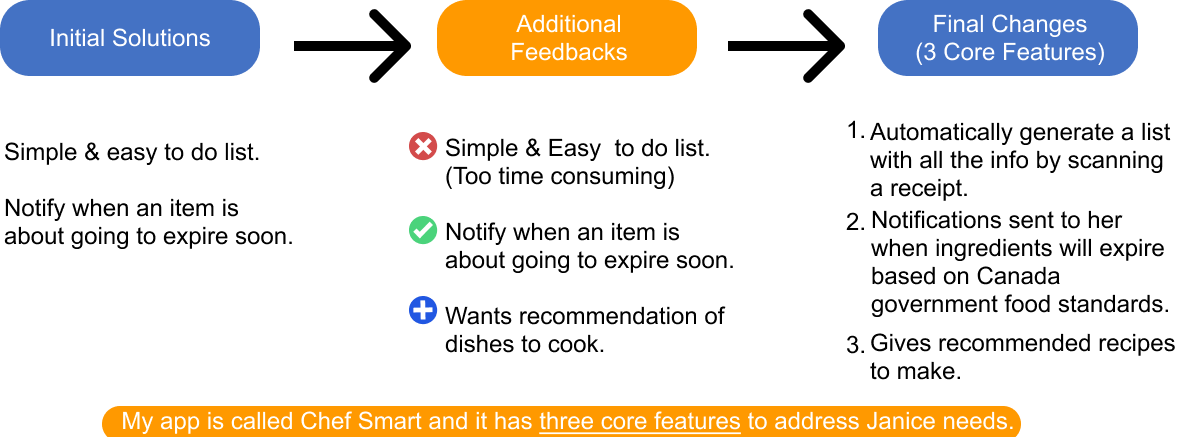 Initial Solutions
Additional
Feedbacks
Final Changes
(3 Core Features)
Simple & easy to do list.
Notify when an item is
about going to expire soon.
Simple & Easy  to do list.
(Too time consuming)
Notify when an item is
about going to expire soon.
Wants recommendation of
dishes to cook.
1. Automatically generate a list
with all the info by scanning
a receipt.
2. Notifications sent to her
when ingredients will expire
based on Canada
government food standards.
3. Gives recommended recipes
to make.
My app is called Chef Smart and it has three core features to address Janice needs.